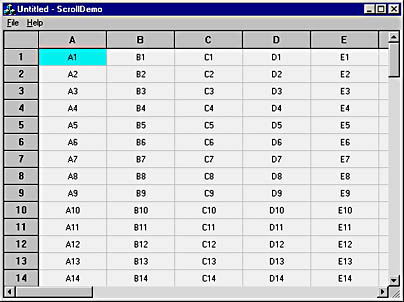 Untitled - ScrollDemo
File Help
A B C D E
1 A1 B1 C1 D1 E1
2 A2 B2 C2 D2 E2
3 A3 B3 C3 D3 E3
4 A4 B4 C4 D4 E4
5 A5 B5 C5 D5 E5
6 A6 B6 C6 D6 E6
7 A7 B7 C7 D7 E7
8 A8 B8 C8 D8 E8
9 A9 B9 C9 D9 E9
10 A10 B10 C10 D10 E10
11 A11 B11 C11 D11 E11
12 A12 B12 C12 D12 E12
13 A13 B13 C13 D13 E13
14 A14 B14 C14 D14 E14